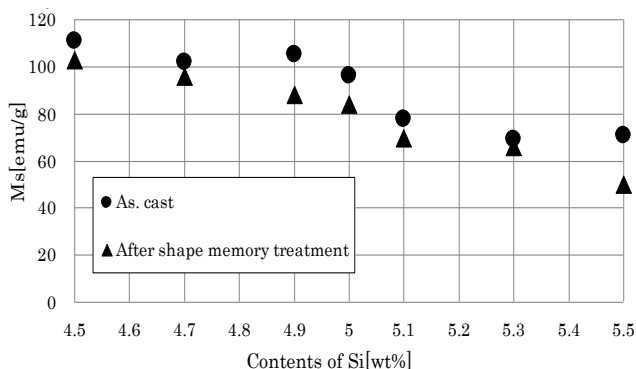 120
100
80
60
40
20
0
Ms[emu/g]
As. cast
After shape memory treatment
4.5 4.6 4.7 4.8 4.9 5 5.1 5.2 5.3 5.4 5.5
Contents of Si[wt%]